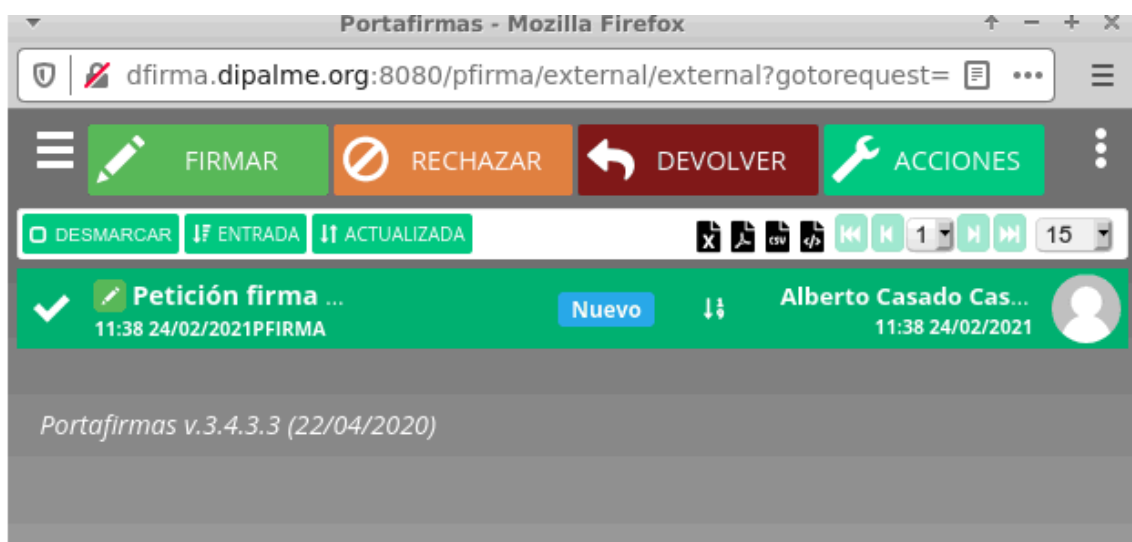 Portafirmas - Mozilla Firefox
dfirma.dipalme.org:8080/pfirma/external/external?gotorequest=
FIRMAR RECHAZAR DEVOLVER ACCIONES
DESMARCAR ENTRADA ACTUALIZADA X CSV </> 1 15
Petición firma ... Nuevo Alberto Casado Cas...
11:38 24/02/2021PFIRMA 11:38 24/02/2021
Portafirmas v.3.4.3.3 (22/04/2020)